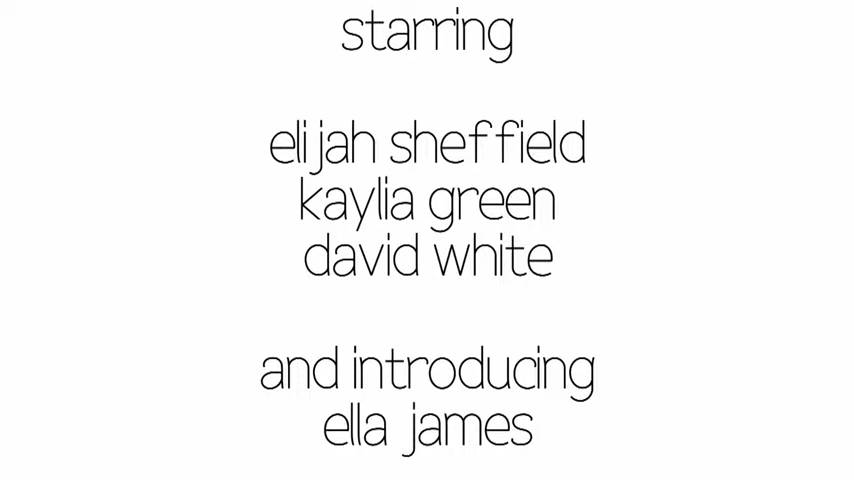 starring
elijah sheffield
kaylia green
david white
and introducing
ella james